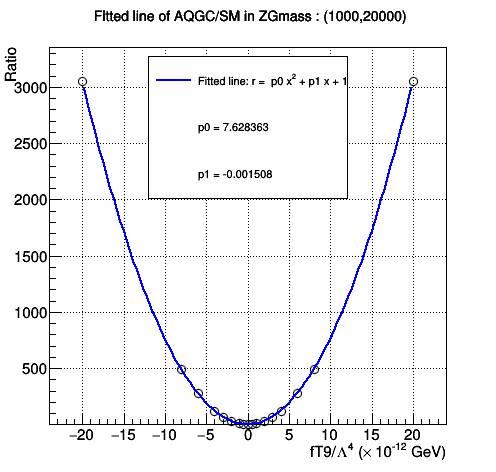 FItted line of AQGC/SM in ZGmass : (1000,20000)
Ratio
3000
2500
2000
1500
1000
500
Fitted line: r = p0 x² + p1 x + 1
p0 = 7.628363
p1 = -0.001508
−20 −15 −10 −5 0 5 10 15 20
fT9/Λ⁴ (× 10⁻¹² GeV)